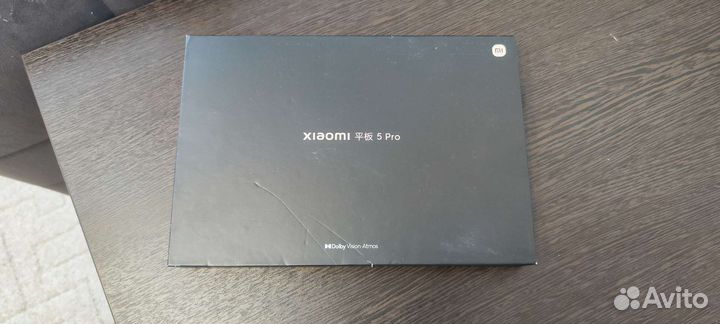 mi
xiaomi 平板 5 Pro
Dolby Vision Atmos
Avito